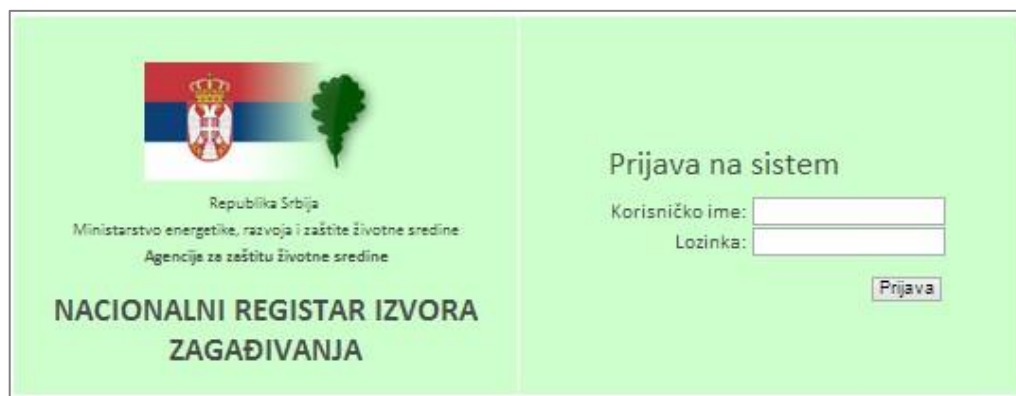 Republika Srbija
Ministarstvo energetike, razvoja i zaštite životne sredine
Agencija za zaštitu životne sredine
NACIONALNI REGISTAR IZVORA
ZAGAĐIVANJA
Prijava na sistem
Korisničko ime:
Lozinka:
Prijava